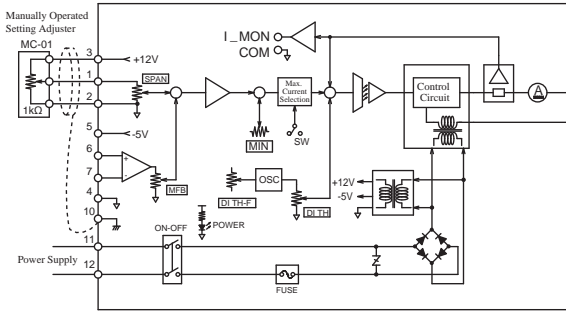 Manually Operated
Setting Adjuster
MC-01
1kΩ
3
+12V
1
SPAN
2
5
-5V
6
+
7
-
MFB
4
10
11
Power Supply
12
ON-OFF
POWER
FUSE
I_MON
COM
MIN
Max.
Current
Selection
SW
OSC
DI TH-F
DI TH
+12V
-5V
Control
Circuit
A